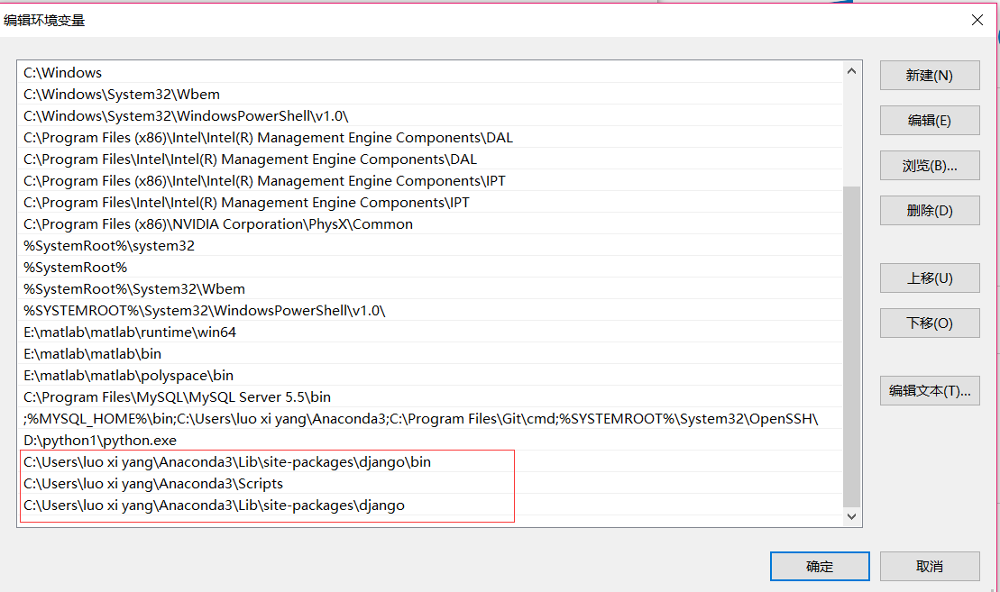 编辑环境变量
C:\Windows
C:\Windows\System32\Wbem
C:\Windows\System32\WindowsPowerShell\v1.0\
C:\Program Files (x86)\Intel\Intel(R) Management Engine Components\DAL
C:\Program Files\Intel\Intel(R) Management Engine Components\DAL
C:\Program Files (x86)\Intel\Intel(R) Management Engine Components\IPT
C:\Program Files\Intel\Intel(R) Management Engine Components\IPT
C:\Program Files (x86)\NVIDIA Corporation\PhysX\Common
%SystemRoot%\system32
%SystemRoot%
%SystemRoot%\System32\Wbem
%SYSTEMROOT%\System32\WindowsPowerShell\v1.0\
E:\matlab\matlab\runtime\win64
E:\matlab\matlab\bin
E:\matlab\matlab\polyspace\bin
C:\Program Files\MySQL\MySQL Server 5.5\bin
;%MYSQL_HOME%\bin;C:\Users\luo xi yang\Anaconda3;C:\Program Files\Git\cmd;%SYSTEMROOT%\System32\OpenSSH\
D:\python1\python.exe
C:\Users\luo xi yang\Anaconda3\Lib\site-packages\django\bin
C:\Users\luo xi yang\Anaconda3\Scripts
C:\Users\luo xi yang\Anaconda3\Lib\site-packages\django
新建(N)
编辑(E)
浏览(B)...
删除(D)
上移(U)
下移(O)
编辑文本(T)...
确定
取消